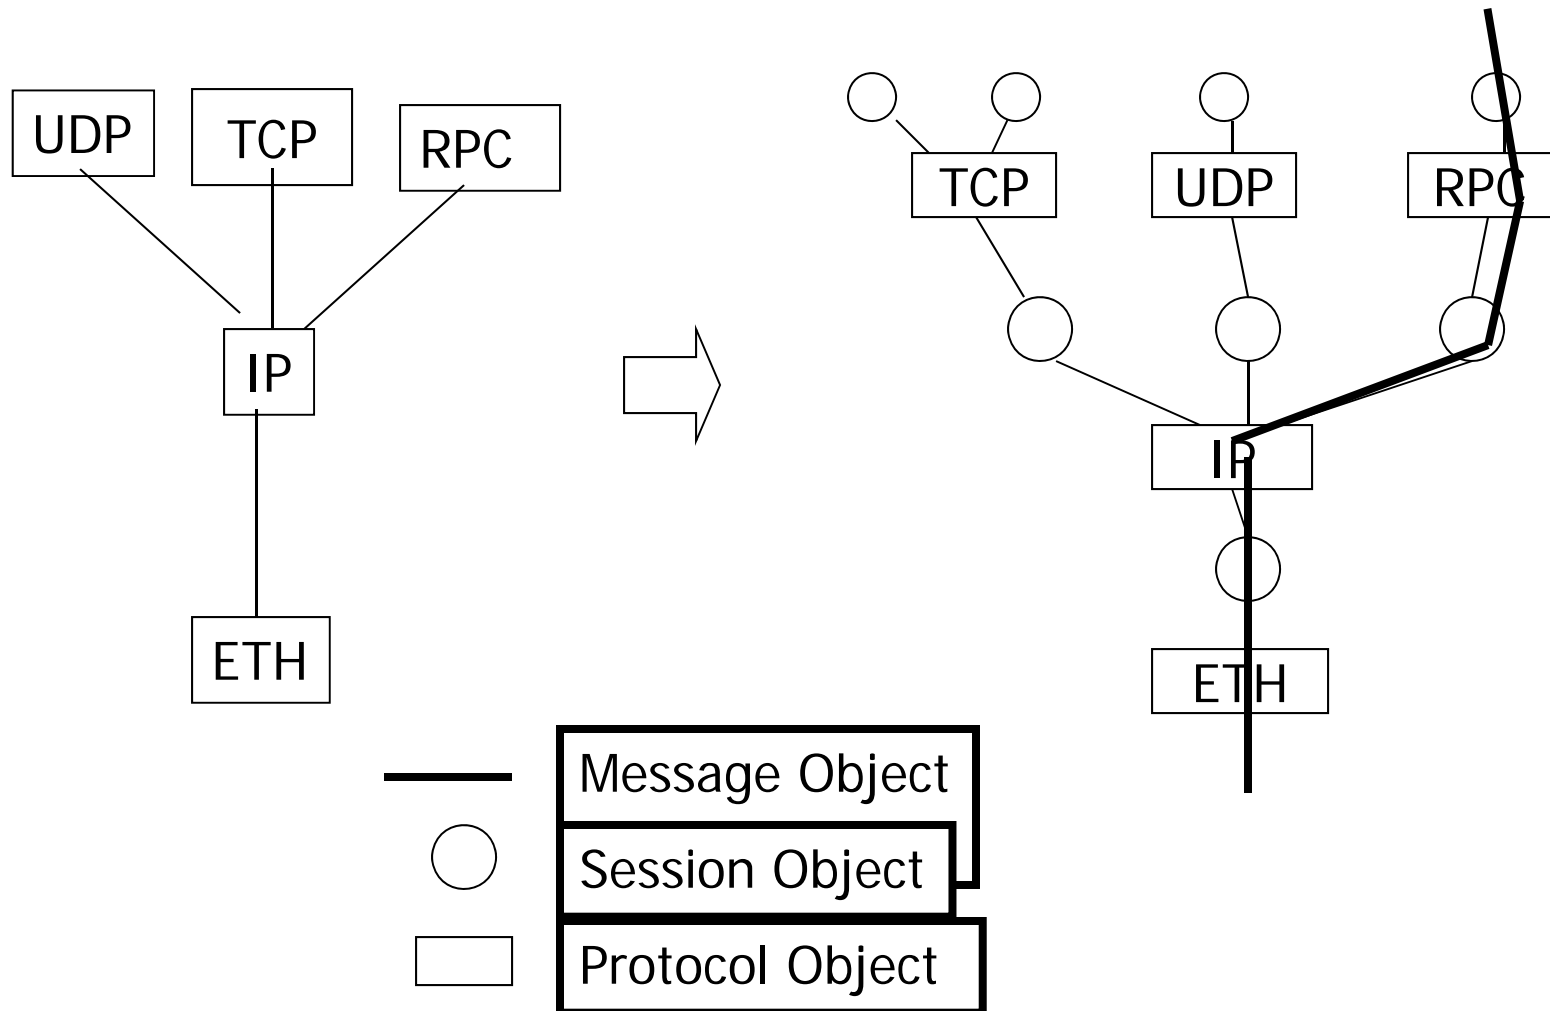 UDP
TCP
RPC
IP
ETH
TCP
UDP
RPC
IP
ETH
Message Object
Session Object
Protocol Object